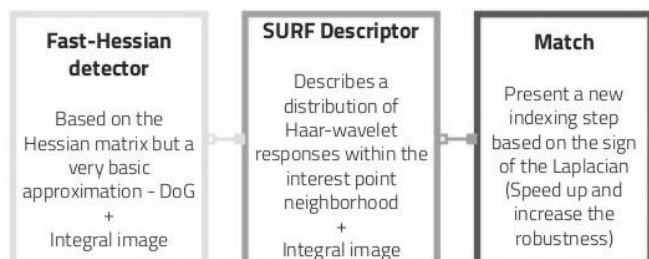 Fast-Hessian
detector
Based on the
Hessian matrix but a
very basic
approximation - DoG
+
Integral image
SURF Descriptor
Describes a
distribution of
Haar-wavelet
responses within the
interest point
neighborhood
+
Integral image
Match
Present a new
indexing step
based on the sign
of the Laplacian
(Speed up and
increase the
robustness)